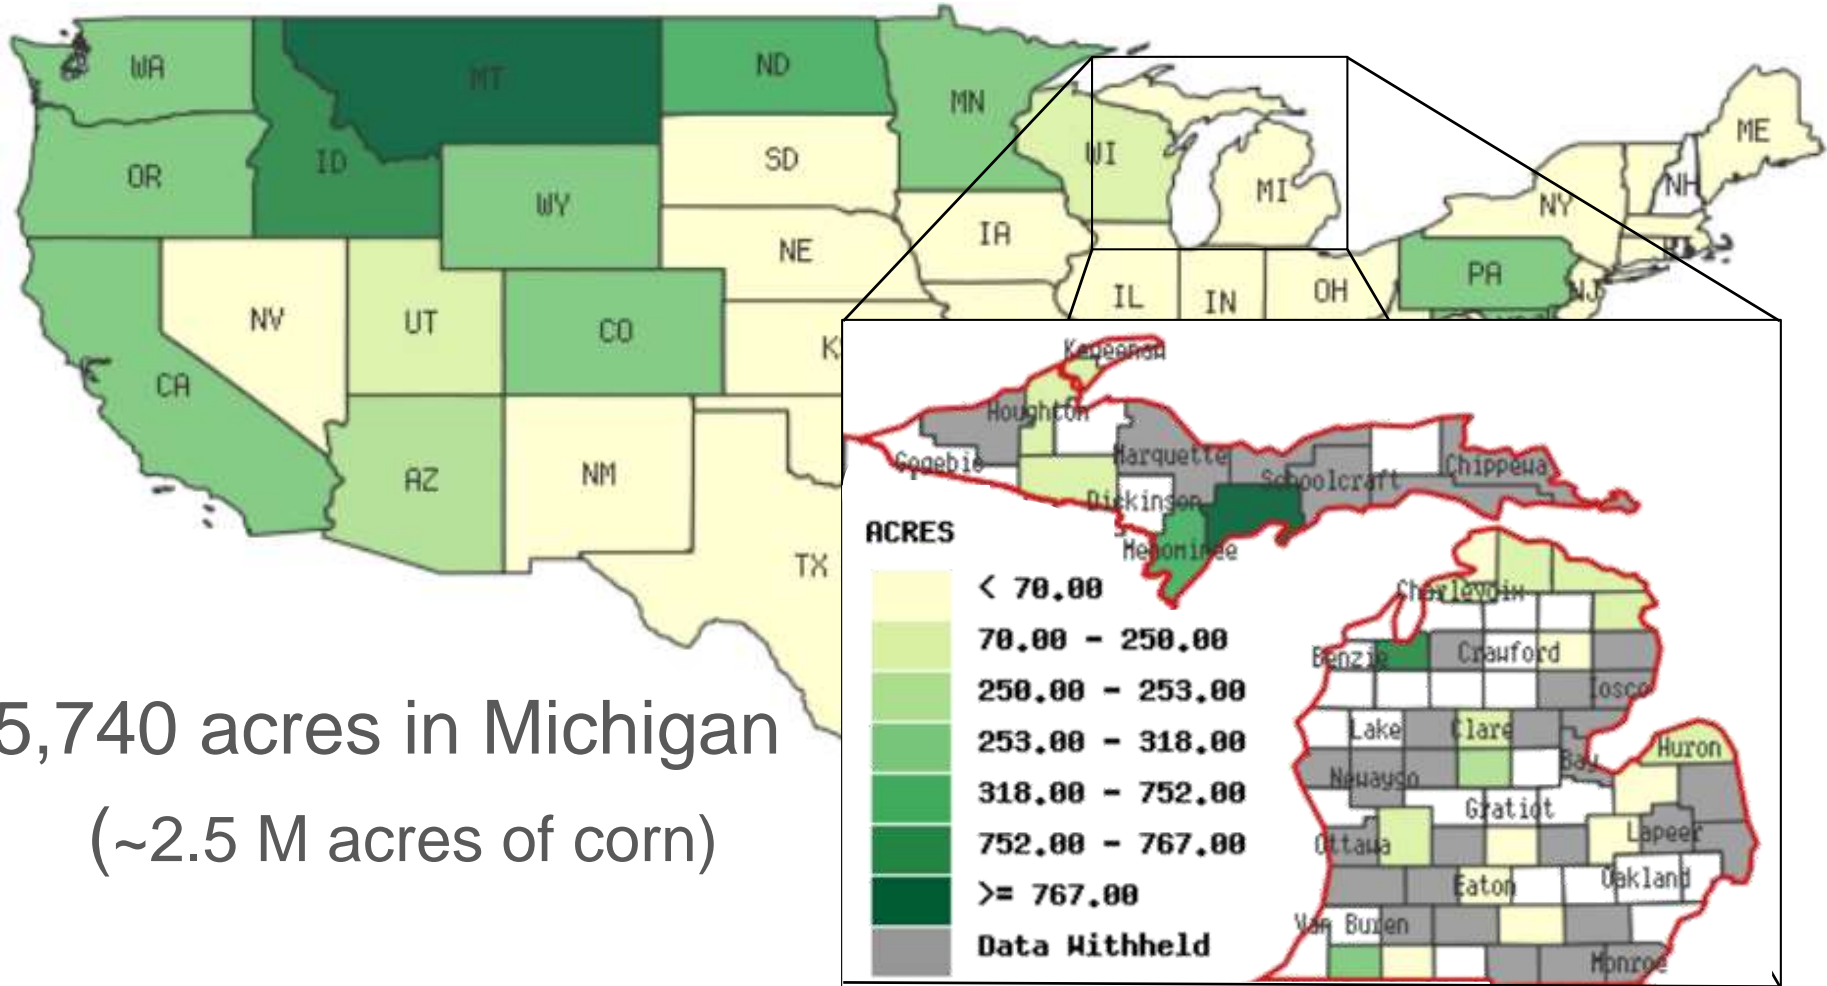 WA
MT
ND
MN
ME
OR
ID
SD
WI
MI
NH
WY
NY
IA
NE
PA
NV
UT
CO
IL
IN
OH
NJ
CA
AZ
NM
TX
5,740 acres in Michigan
(~2.5 M acres of corn)
Keweenaw
Houghton
Gogebic
Marquette
Schoolcraft
Chippewa
Dickinson
Menominee
ACRES
< 70.00
70.00 - 250.00
250.00 - 253.00
253.00 - 318.00
318.00 - 752.00
752.00 - 767.00
>= 767.00
Data Withheld
Charlevoix
Benzie
Crawford
Iosco
Lake
Clare
Huron
Bay
Newaygo
Gratiot
Ottawa
Lapeer
Eaton
Oakland
Van Buren
Monroe